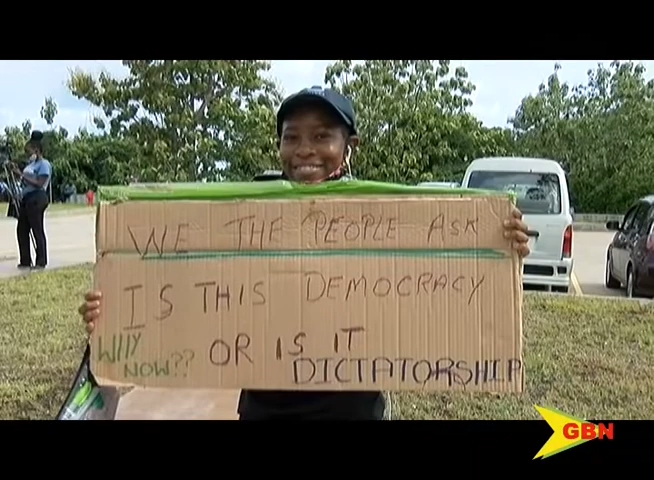 WE THE PEOPLE ASK
IS THIS DEMOCRACY
WHY
NOW??
OR IS IT
DICTATORSHIP
GBN